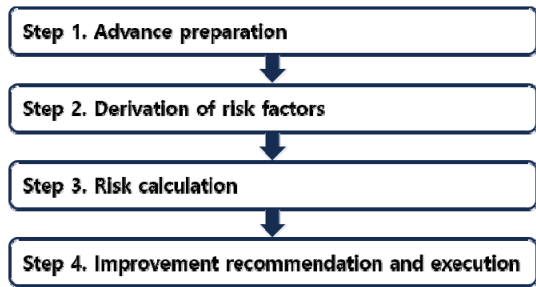 Step 1. Advance preparation
Step 2. Derivation of risk factors
Step 3. Risk calculation
Step 4. Improvement recommendation and execution